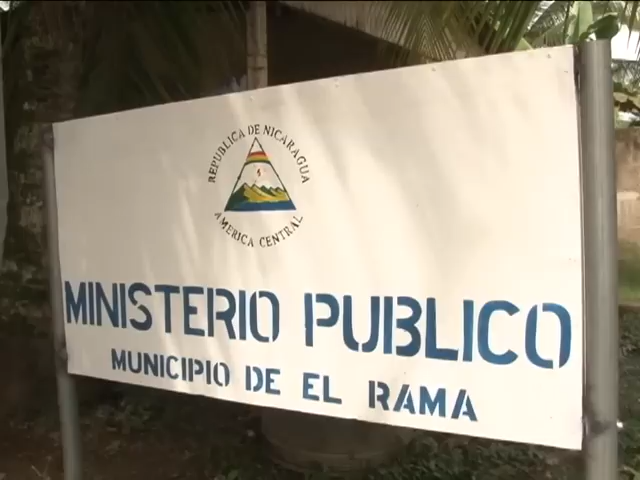 REPUBLICA DE NICARAGUA
AMERICA CENTRAL
MINISTERIO PUBLICO
MUNICIPIO DE EL RAMA